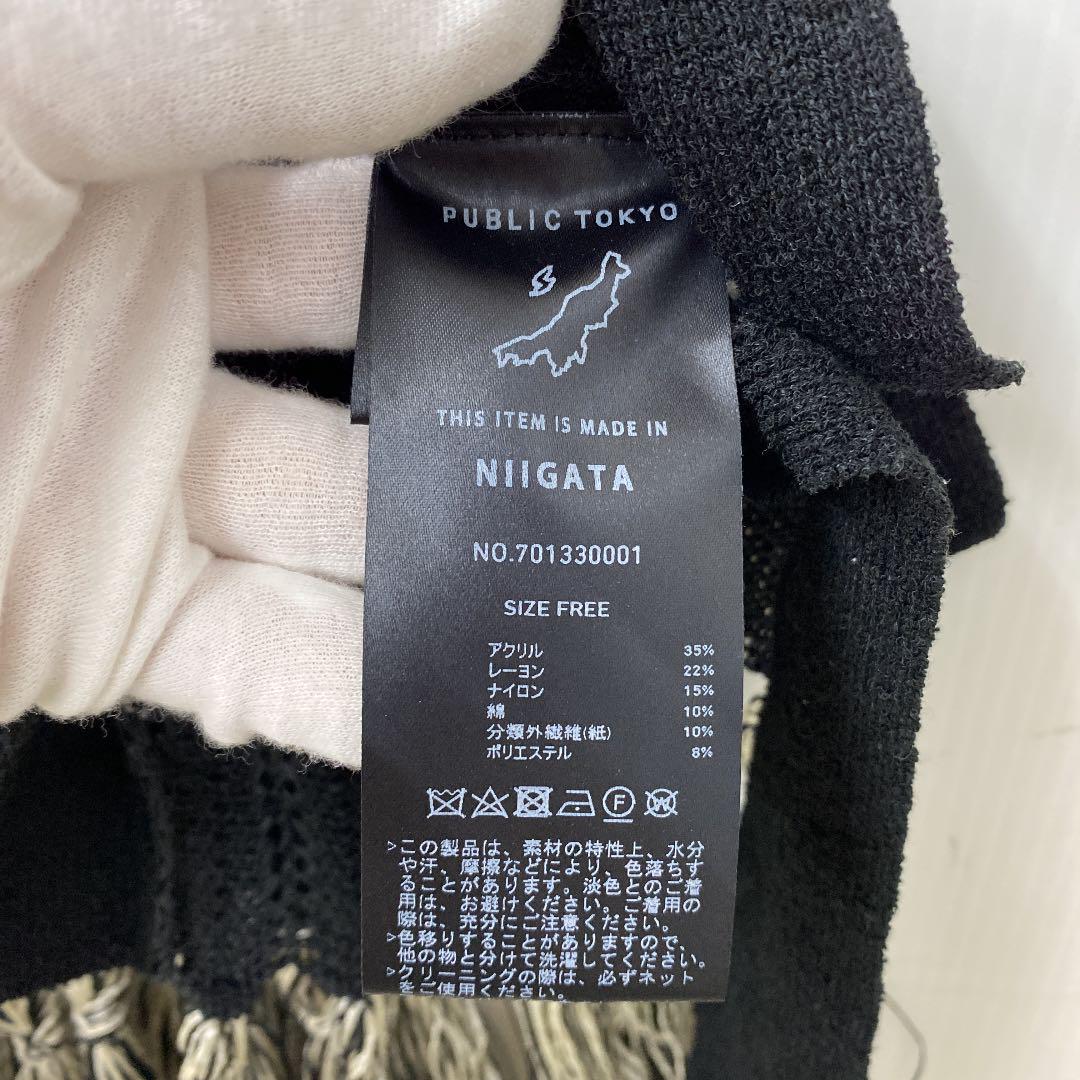 PUBLIC TOKYO
THIS ITEM IS MADE IN
NIIGATA
NO.701330001
SIZE FREE
アクリル 35%
レーヨン 22%
ナイロン 15%
綿 10%
分類外繊維(紙) 10%
ポリエステル 8%
F W
>この製品は、素材の特性上、水分
や汗、摩擦などにより、色落ちす
ることがあります。淡色とのご着
用は、お避けください。ご着用の
際は、充分にご注意ください。
>色移りすることがありますので、
他の物と分けて洗濯してください。
>クリーニングの際は、必ずネット
をご使用ください。